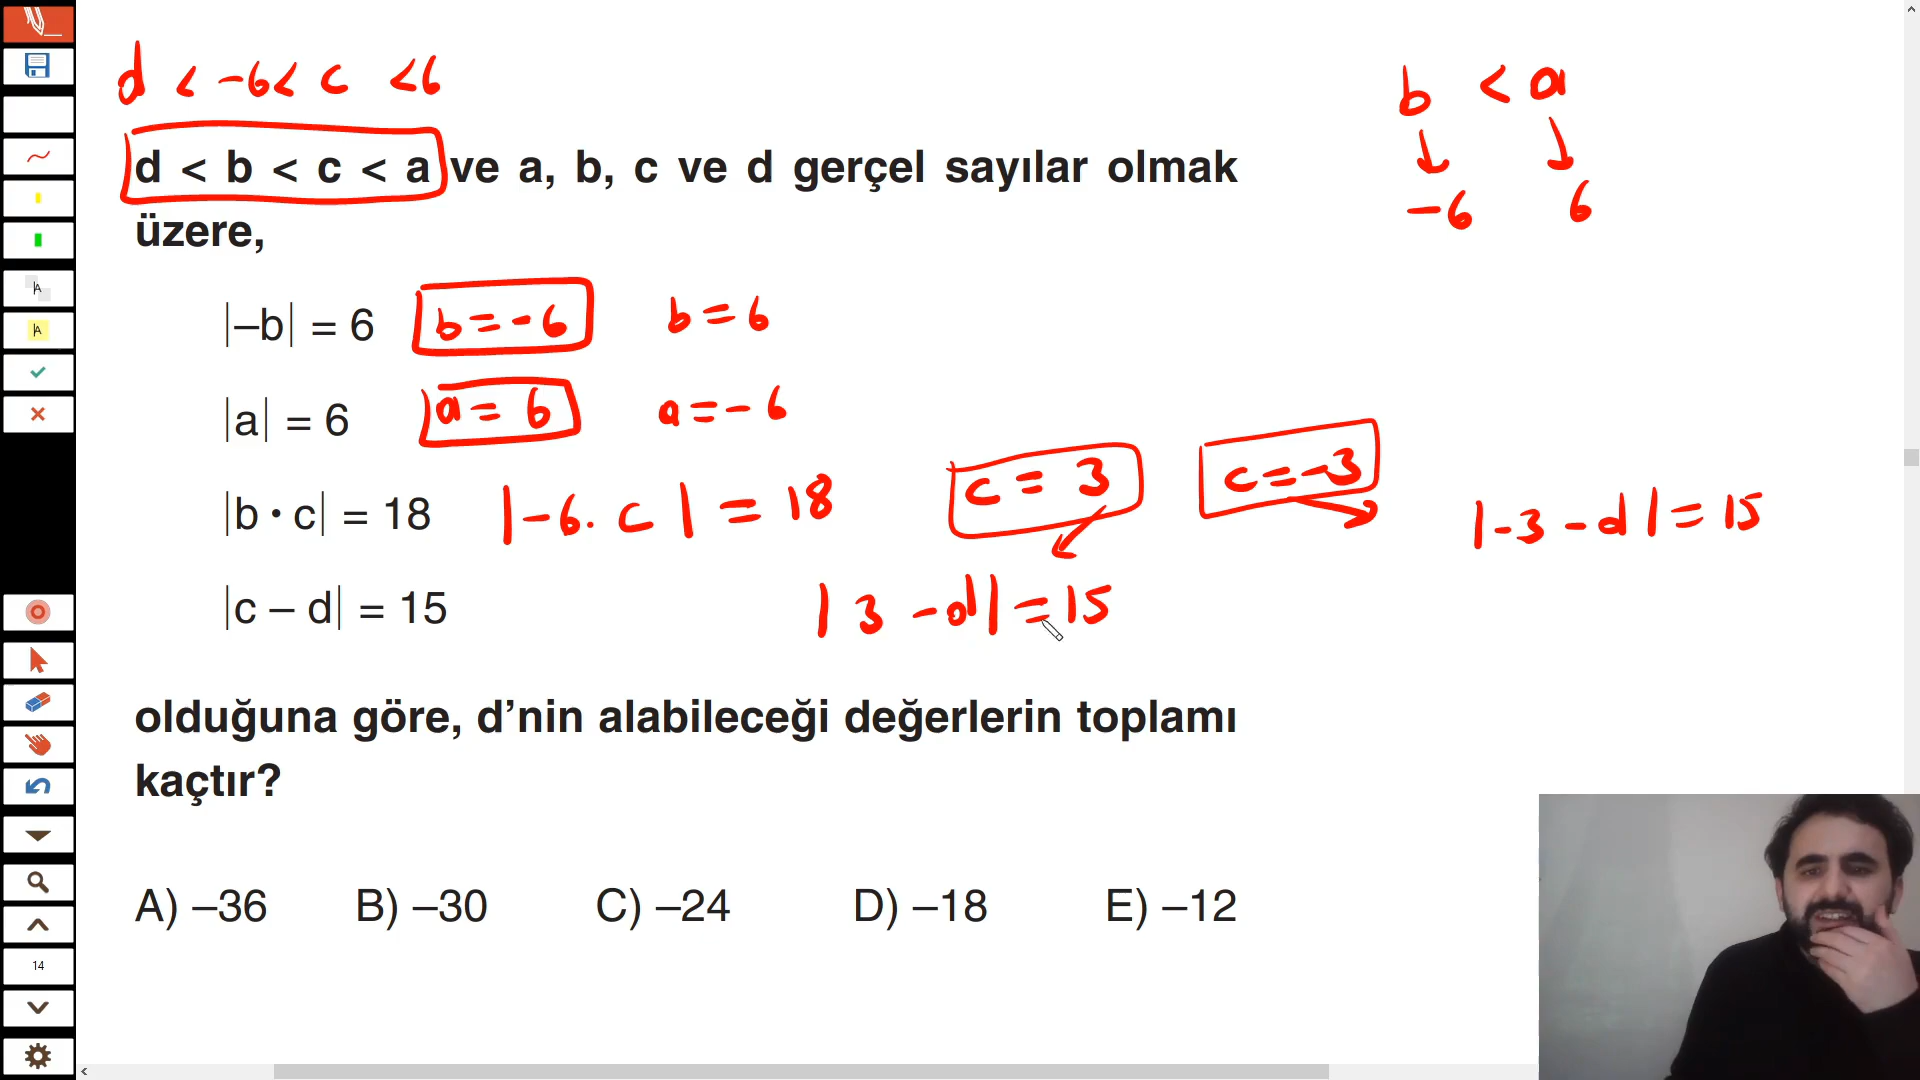 d < -6 < c < 6
b < a
-6 6
d < b < c < a ve a, b, c ve d gerçel sayılar olmak
üzere,
|–b| = 6 b = -6 b = 6
|a| = 6 a = 6 a = -6
|b • c| = 18 |-6. c| = 18 c = 3 c = -3 |-3 - d| = 15
|c – d| = 15 |3 - d| = 15
olduğuna göre, d’nin alabileceği değerlerin toplamı
kaçtır?
A) –36 B) –30 C) –24 D) –18 E) –12
A
A
14